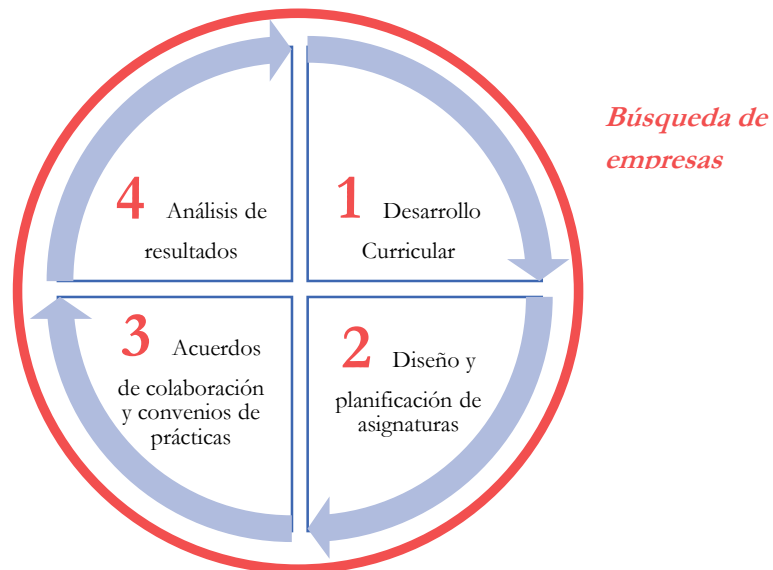 Búsqueda de
empresas
4 Análisis de
resultados
1 Desarrollo
Curricular
3 Acuerdos
de colaboración
y convenios de
prácticas
2 Diseño y
planificación de
asignaturas